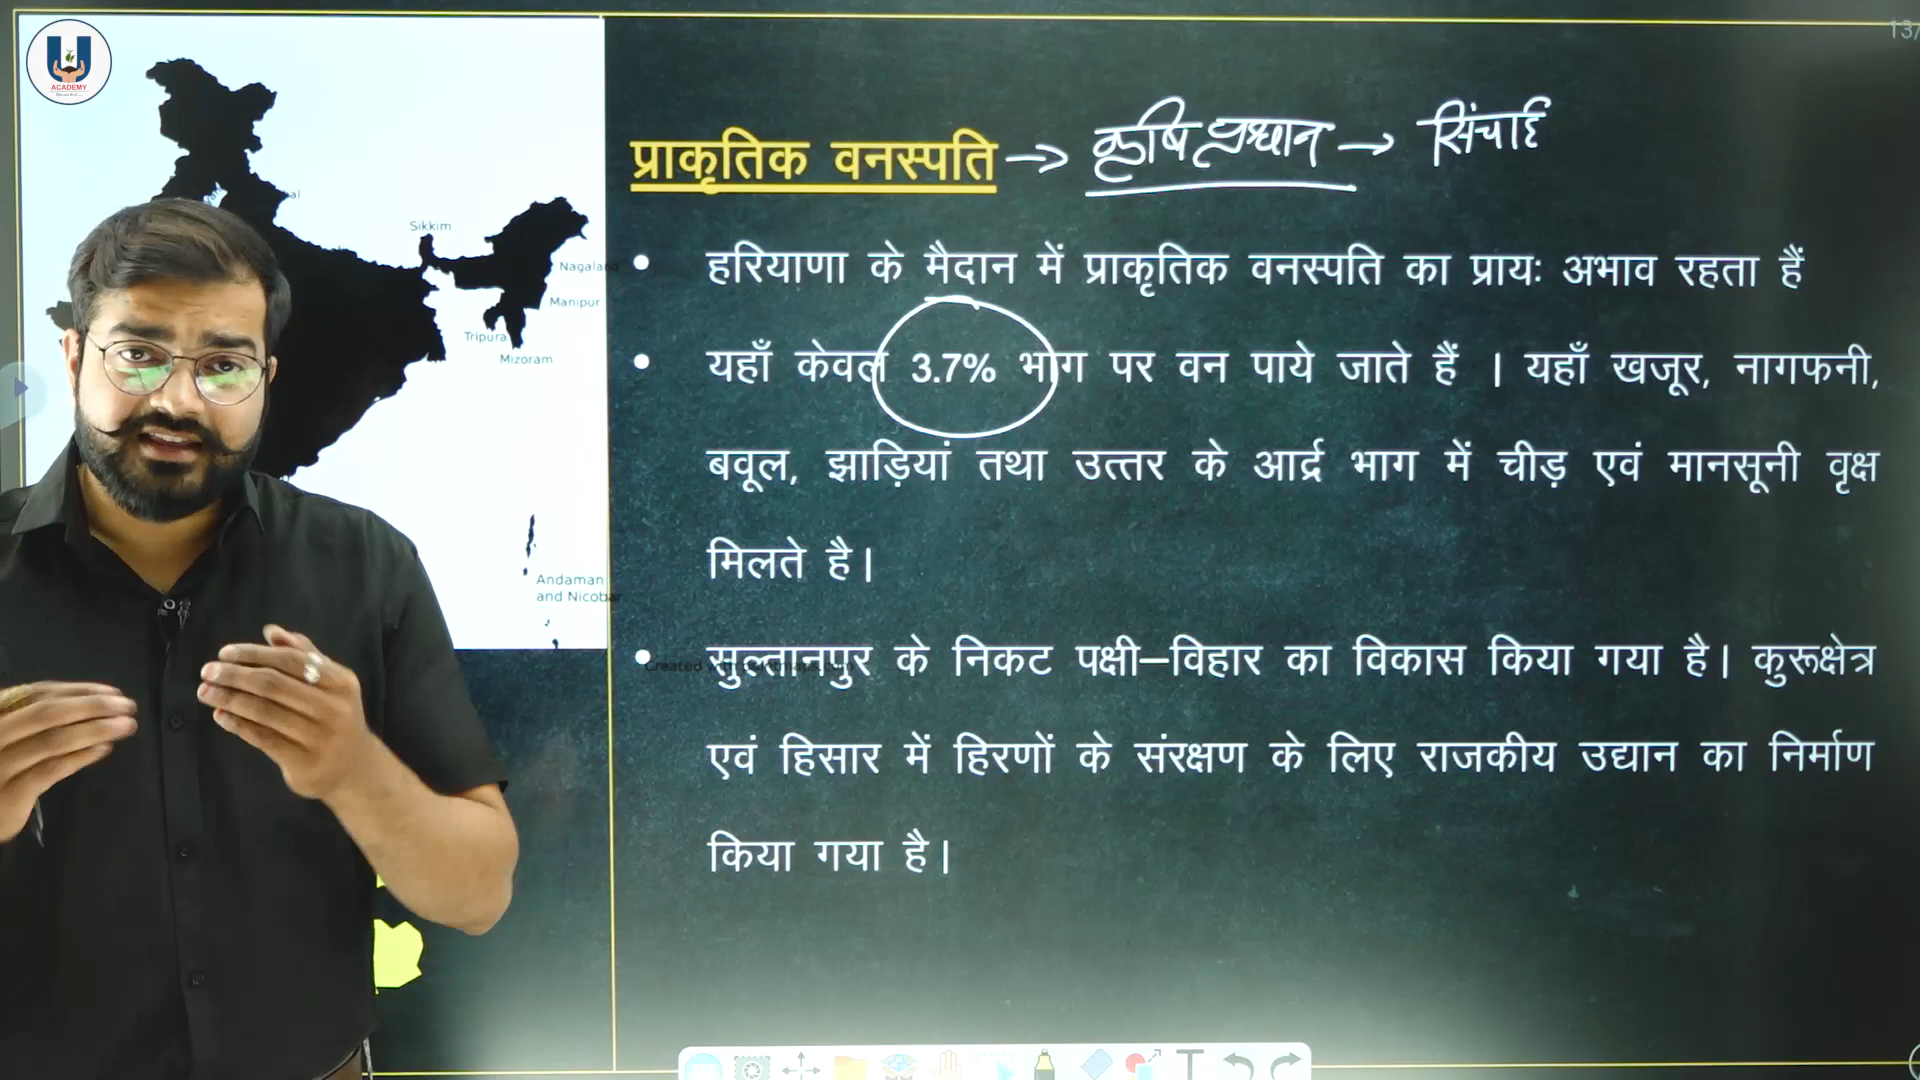 U
ACADEMY
13/
प्राकृतिक वनस्पति → कृषि प्रधान → सिंचाई
• हरियाणा के मैदान में प्राकृतिक वनस्पति का प्रायः अभाव रहता हैं
• यहाँ केवल 3.7% भाग पर वन पाये जाते हैं । यहाँ खजूर, नागफनी,
बवूल, झाड़ियां तथा उत्तर के आर्द्र भाग में चीड़ एवं मानसूनी वृक्ष
मिलते है।
• सुल्तानपुर के निकट पक्षी–विहार का विकास किया गया है। कुरूक्षेत्र
एवं हिसार में हिरणों के संरक्षण के लिए राजकीय उद्यान का निर्माण
किया गया है।
Sikkim
Nagaland
Manipur
Tripura
Mizoram
Andaman
and Nicobar
T